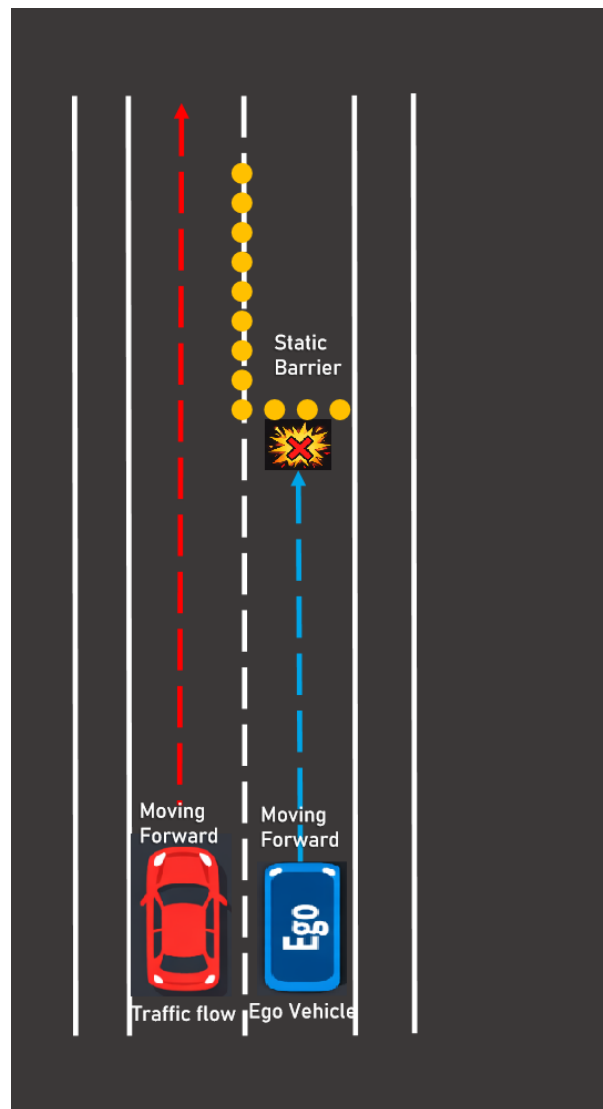 Static
Barrier
Moving
Forward
Moving
Forward
Ego
Traffic flow
Ego Vehicle